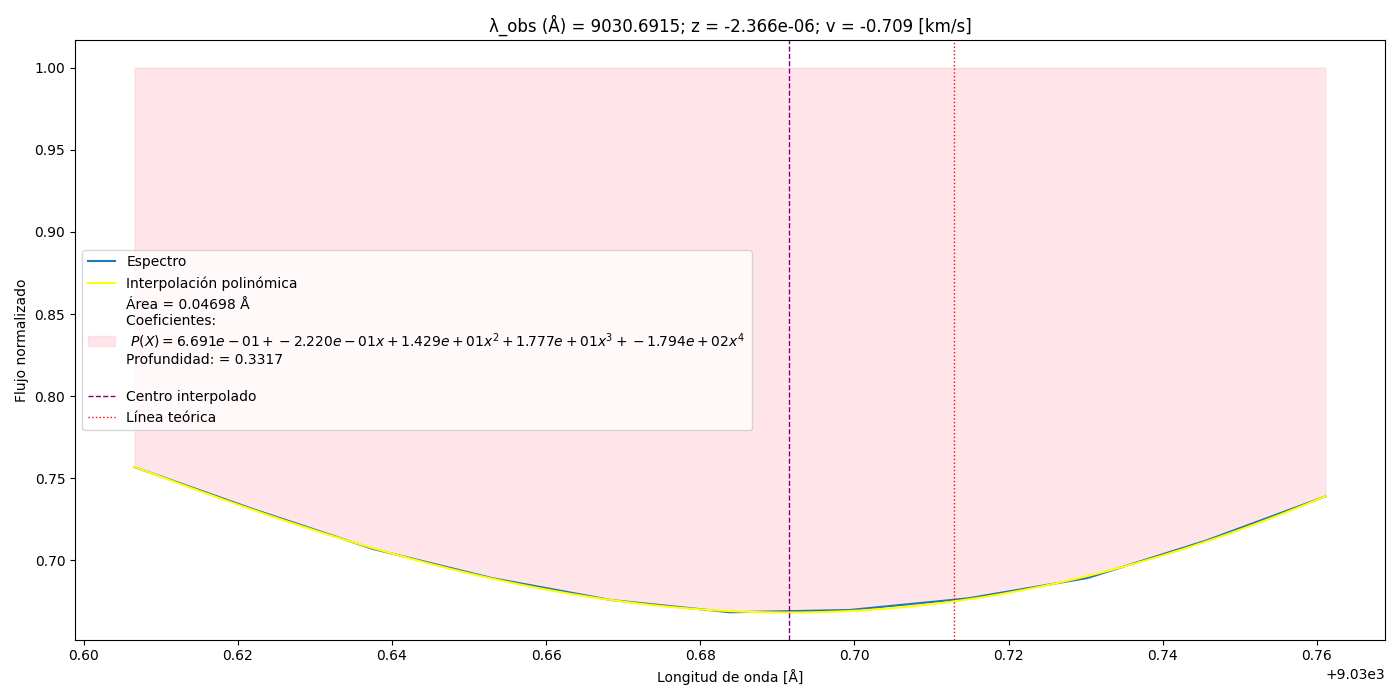 λ_obs (Å) = 9030.6915; z = -2.366e-06; v = -0.709 [km/s]
Flujo normalizado
1.00
0.95
0.90
0.85
0.80
0.75
0.70
Espectro
Interpolación polinómica
Área = 0.04698 Å
Coeficientes:
P(X) = 6.691e − 01 + −2.220e − 01x + 1.429e + 01x² + 1.777e + 01x³ + −1.794e + 02x⁴
Profundidad: = 0.3317
Centro interpolado
Línea teórica
0.60 0.62 0.64 0.66 0.68 0.70 0.72 0.74 0.76
Longitud de onda [Å]
+9.03e3